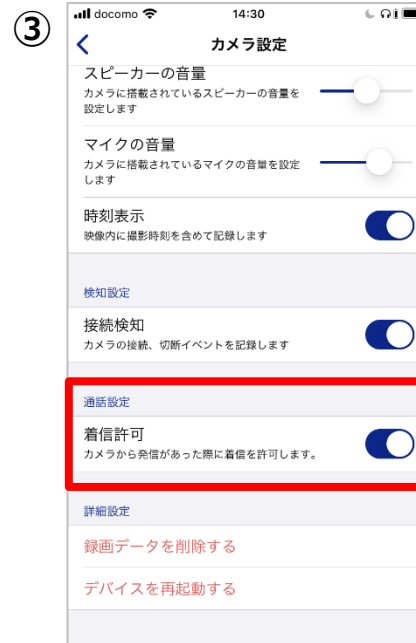 ③
docomo 14:30
カメラ設定
スピーカーの音量
カメラに搭載されているスピーカーの音量を
設定します
マイクの音量
カメラに搭載されているマイクの音量を設定
します
時刻表示
映像内に撮影時刻を含めて記録します
検知設定
接続検知
カメラの接続、切断イベントを記録します
通話設定
着信許可
カメラから発信があった際に着信を許可します。
詳細設定
録画データを削除する
デバイスを再起動する